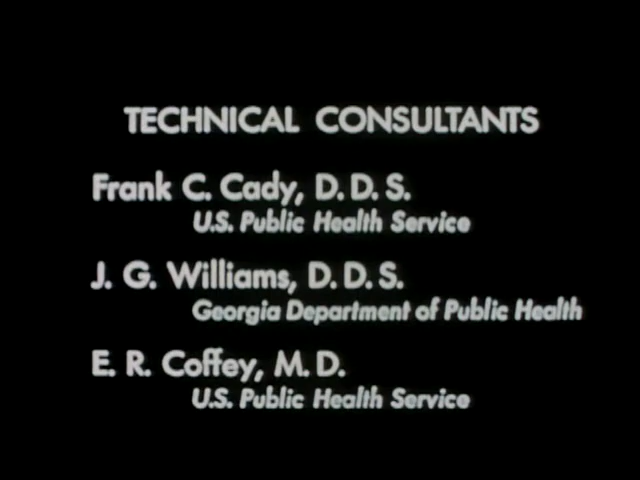 TECHNICAL CONSULTANTS
Frank C. Cady, D. D. S.
U.S. Public Health Service
J. G. Williams, D. D. S.
Georgia Department of Public Health
E. R. Coffey, M. D.
U.S. Public Health Service